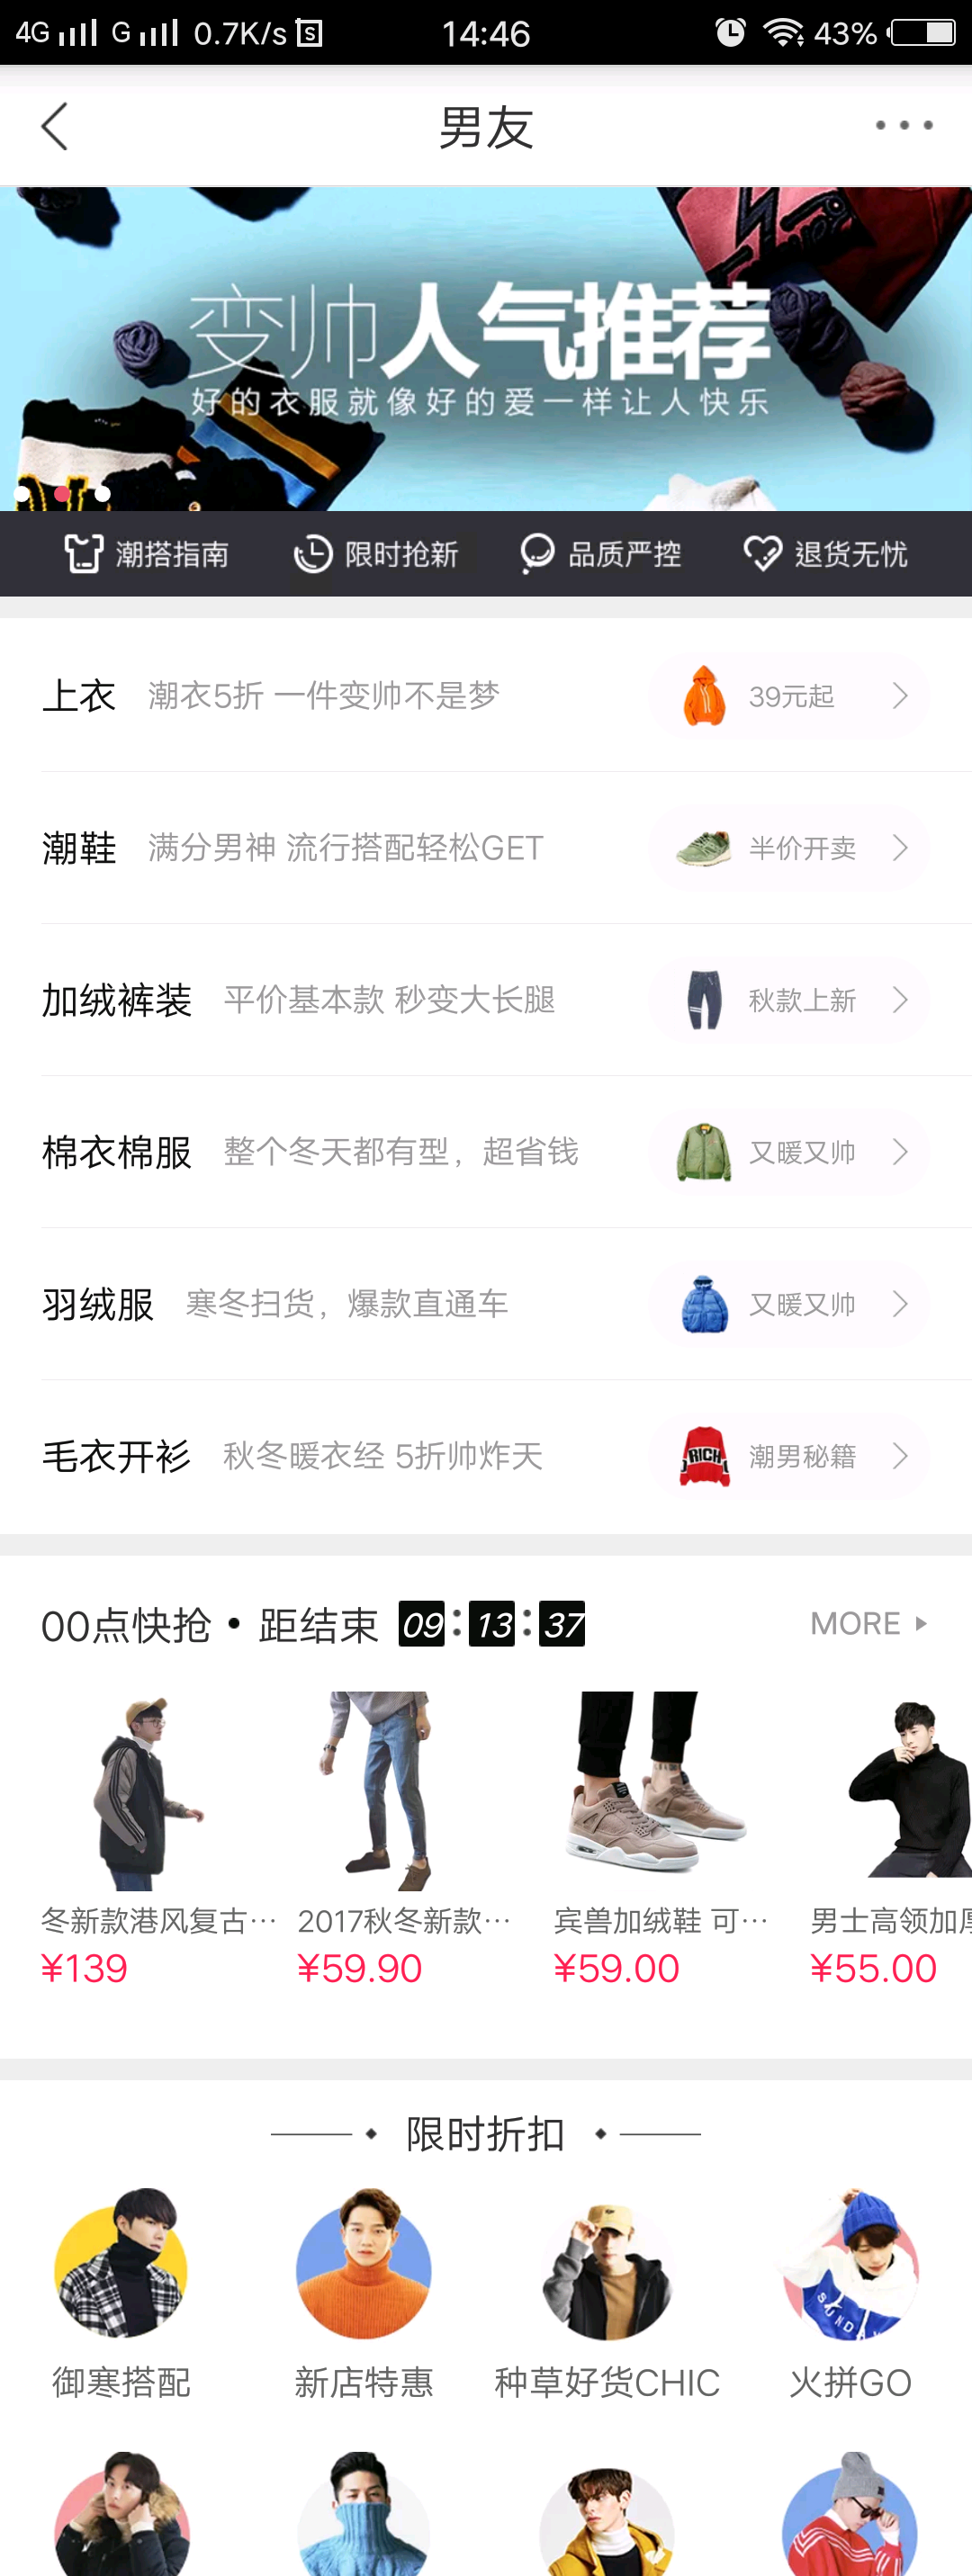 4G G 0.7K/s 14:46 43%
男友
变帅人气推荐
好的衣服就像好的爱一样让人快乐
潮搭指南 限时抢新 品质严控 退货无忧
上衣 潮衣5折 一件变帅不是梦 39元起
潮鞋 满分男神 流行搭配轻松GET 半价开卖
加绒裤装 平价基本款 秒变大长腿 秋款上新
棉衣棉服 整个冬天都有型，超省钱 又暖又帅
羽绒服 寒冬扫货，爆款直通车 又暖又帅
RICH
毛衣开衫 秋冬暖衣经 5折帅炸天 潮男秘籍
00点快抢 • 距结束 09:13:37 MORE
冬新款港风复古… 2017秋冬新款… 宾兽加绒鞋 可… 男士高领加厚
¥139 ¥59.90 ¥59.00 ¥55.00
限时折扣
御寒搭配 新店特惠 种草好货CHIC 火拼GO